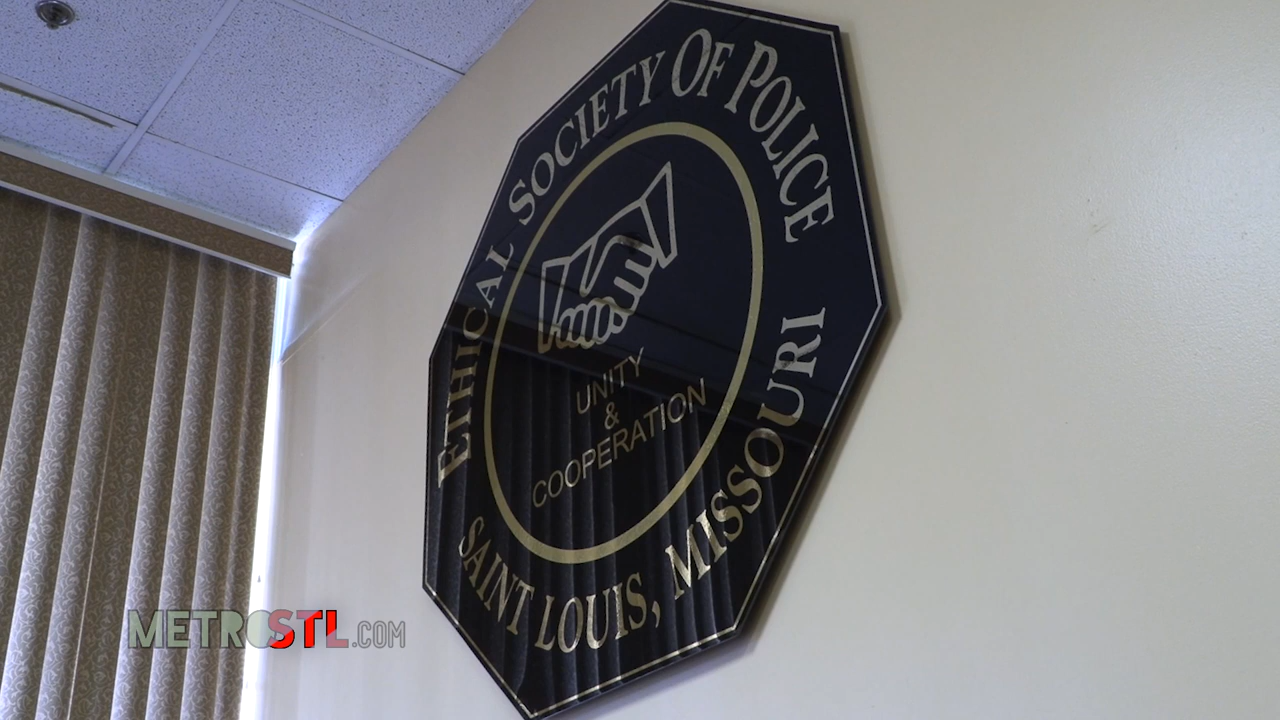 ETHICAL SOCIETY OF POLICE
UNITY
&
COOPERATION
SAINT LOUIS, MISSOURI
METROSTL.COM